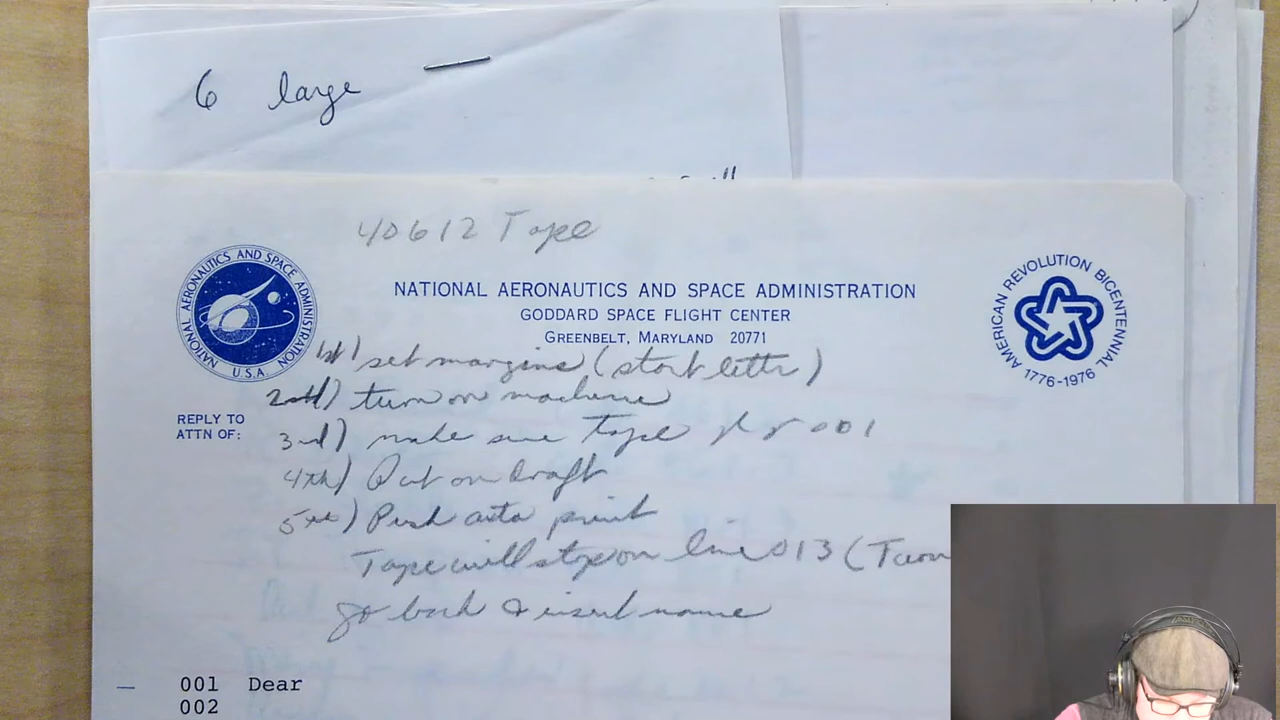 6 large
40612 Tape
NATIONAL AERONAUTICS AND SPACE ADMINISTRATION
GODDARD SPACE FLIGHT CENTER
GREENBELT, MARYLAND 20771
NATIONAL AERONAUTICS AND SPACE ADMINISTRATION U.S.A.
AMERICAN REVOLUTION BICENTENNIAL 1776-1976
1st) set margins (start letter)
2nd) turn on machine
REPLY TO
ATTN OF:
3rd) make sure Tape 001
4th) Put on Draft
5th) Push auto print
Tape will stop on line 013 (Turn
go back & insert name
001 Dear
002